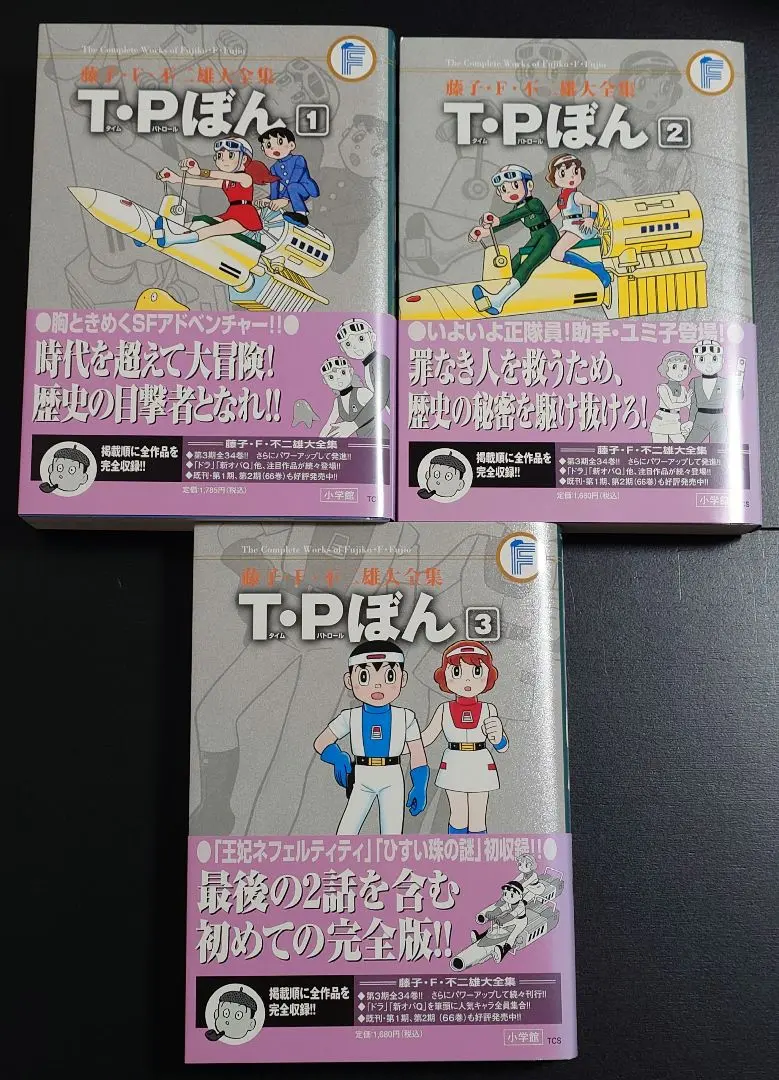 The Complete Works of Fujiko・F・Fujio
F
藤子・F・不二雄大全集
T・Pぼん 1
タイム パトロール
●胸ときめくSFアドベンチャー!!●
時代を超えて大冒険!
歴史の目撃者となれ!!
掲載順に全作品を
完全収録!!
藤子・F・不二雄大全集
◆第3期全34巻!! さらにパワーアップして発進!!
◆「ドラ」「新オバQ」他、注目作品が続々登場!!
◆既刊・第1期、第2期(66巻)も好評発売中!!
定価1,785円(税込)
小学館
TCS
The Complete Works of Fujiko・F・Fujio
F
藤子・F・不二雄大全集
T・Pぼん 2
タイム パトロール
●いよいよ正隊員!助手・ユミ子登場!●
罪なき人を救うため、
歴史の秘密を駆け抜けろ!
掲載順に全作品を
完全収録!!
藤子・F・不二雄大全集
◆第3期全34巻!! さらにパワーアップして発進!!
◆「ドラ」「新オバQ」他、注目作品が続々登場!!
◆既刊・第1期、第2期(66巻)も好評発売中!!
定価1,680円(税込)
小学館
TCS
The Complete Works of Fujiko・F・Fujio
F
藤子・F・不二雄大全集
T・Pぼん 3
タイム パトロール
●「王妃ネフェルティティ」「ひすい珠の謎」初収録!!●
最後の2話を含む
初めての完全版!!
掲載順に全作品を
完全収録!!
藤子・F・不二雄大全集
◆第3期全34巻!! さらにパワーアップして続々刊行!!
◆「ドラ」「新オバQ」を筆頭に人気キャラ全員集合!!
◆既刊・第1期、第2期(66巻)も好評発売中!!
定価1,680円(税込)
小学館
TCS